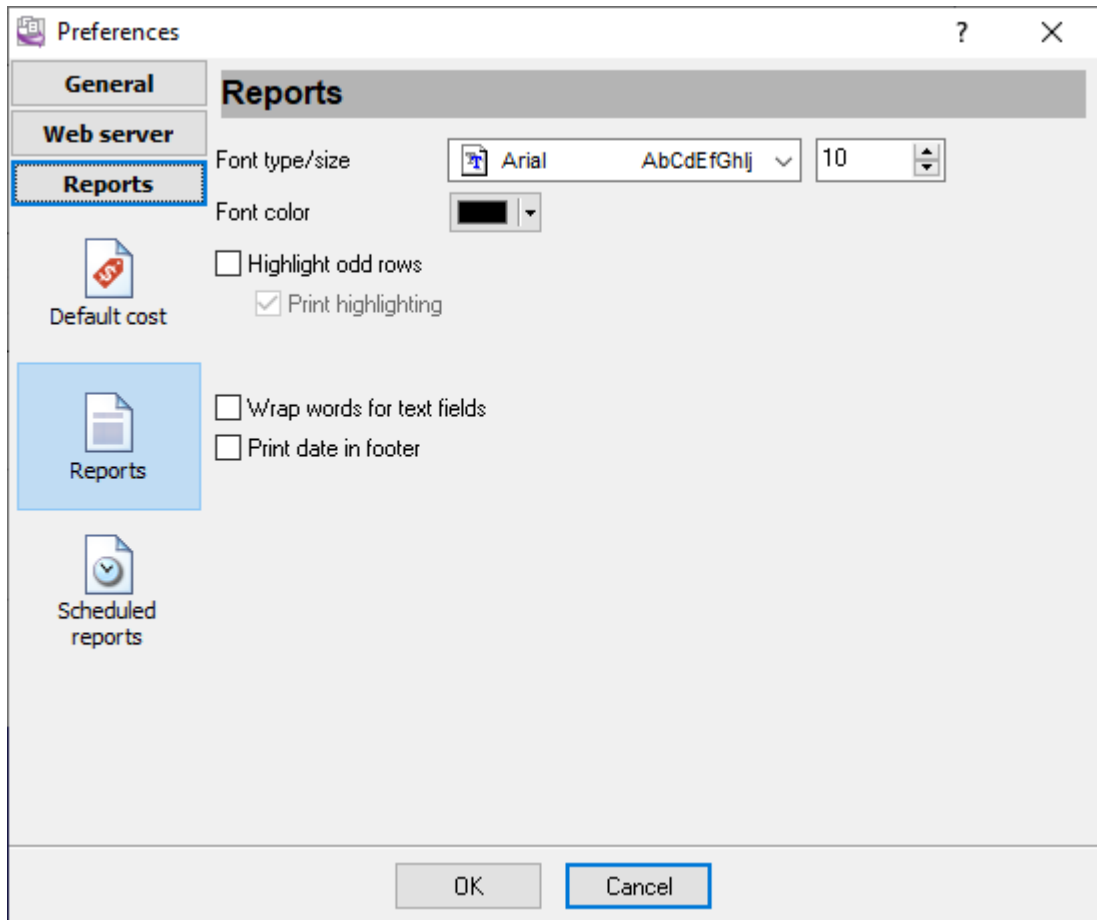 Preferences
?
General
Web server
Reports
Default cost
Reports
Scheduled
reports
Reports
Font type/size
Arial AbCdEfGhIj
10
Font color
Highlight odd rows
Print highlighting
Wrap words for text fields
Print date in footer
OK
Cancel